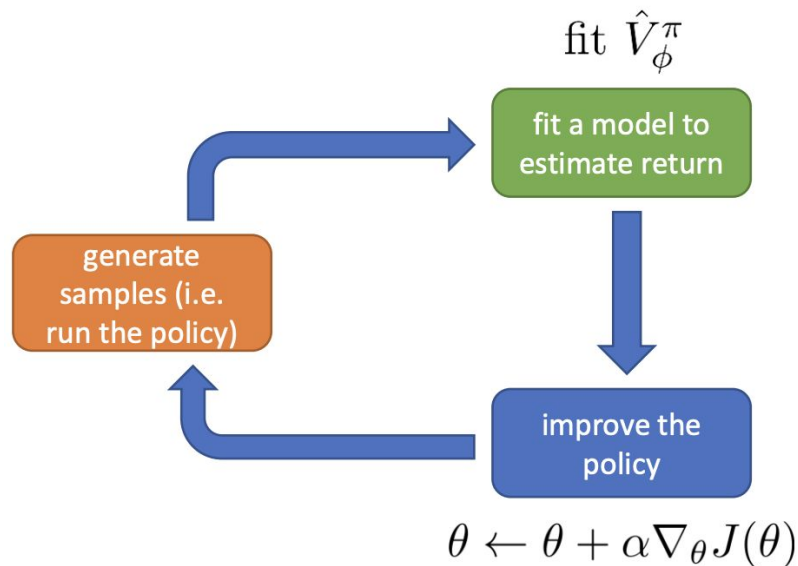 fit V̂^π_ϕ
fit a model to
estimate return
generate
samples (i.e.
run the policy)
improve the
policy
θ ← θ + α∇_θ J(θ)